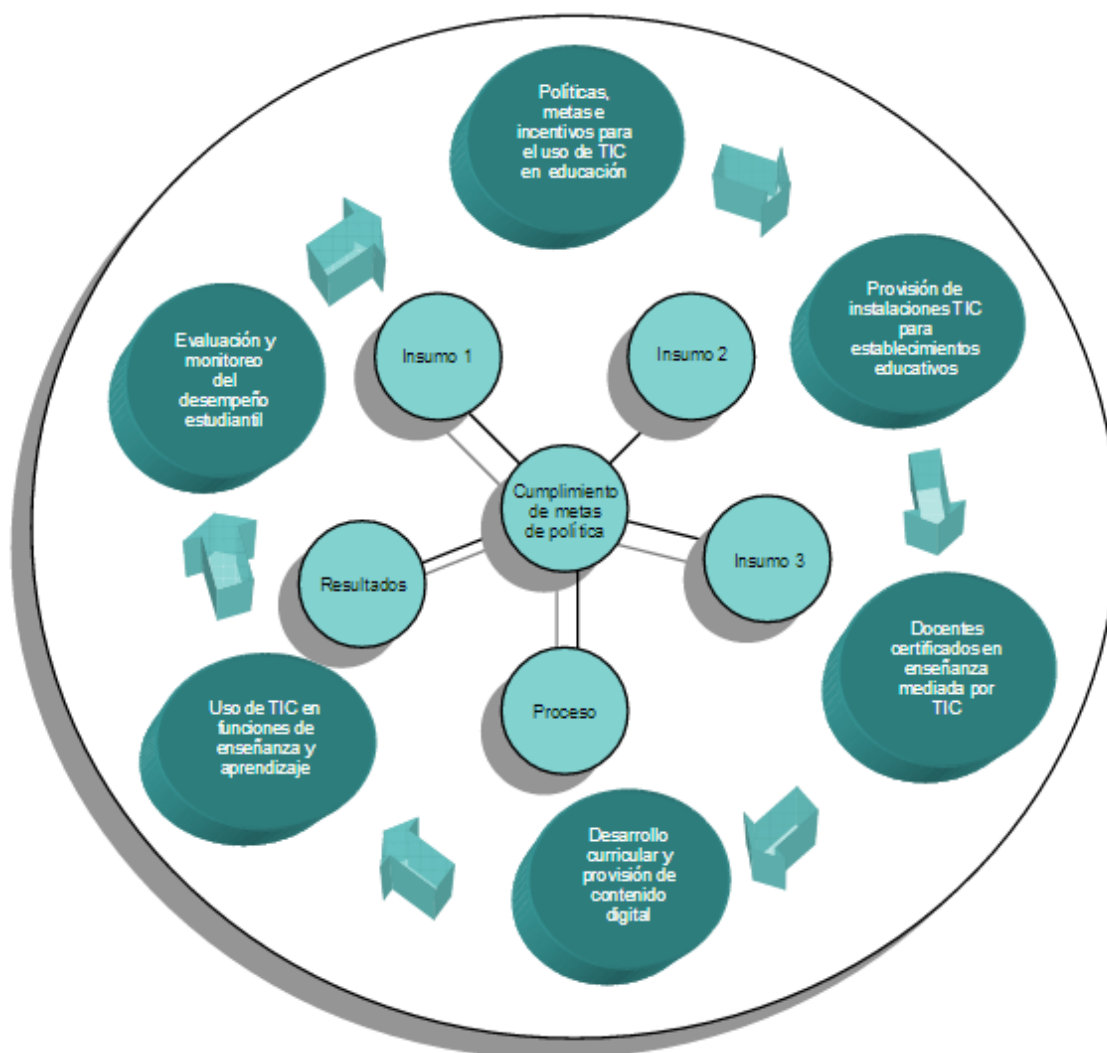 Políticas,
metas e
incentivos para
el uso de TIC
en educación
Provisión de
instalaciones TIC
para
establecimientos
educativos
Docentes
certificados en
enseñanza
mediada por
TIC
Desarrollo
curricular y
provisión de
contenido
digital
Uso de TIC en
funciones de
enseñanza y
aprendizaje
Evaluación y
monitoreo
del
desempeño
estudiantil
Insumo 1
Insumo 2
Cumplimiento
de metas
de política
Insumo 3
Proceso
Resultados